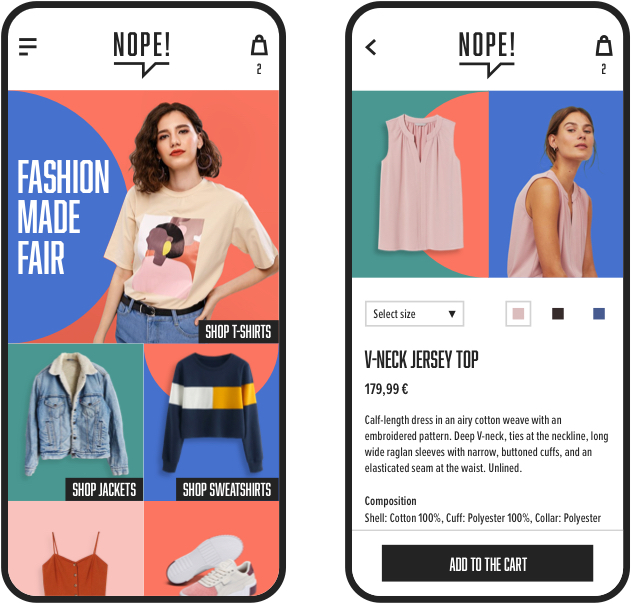 NOPE!
2
FASHION
MADE
FAIR
SHOP T-SHIRTS
SHOP JACKETS
SHOP SWEATSHIRTS
NOPE!
2
Select size
V-NECK JERSEY TOP
179,99 €
Calf-length dress in an airy cotton weave with an
embroidered pattern. Deep V-neck, ties at the neckline, long
wide raglan sleeves with narrow, buttoned cuffs, and an
elasticated seam at the waist. Unlined.
Composition
Shell: Cotton 100%, Cuff: Polyester 100%, Collar: Polyester
ADD TO THE CART